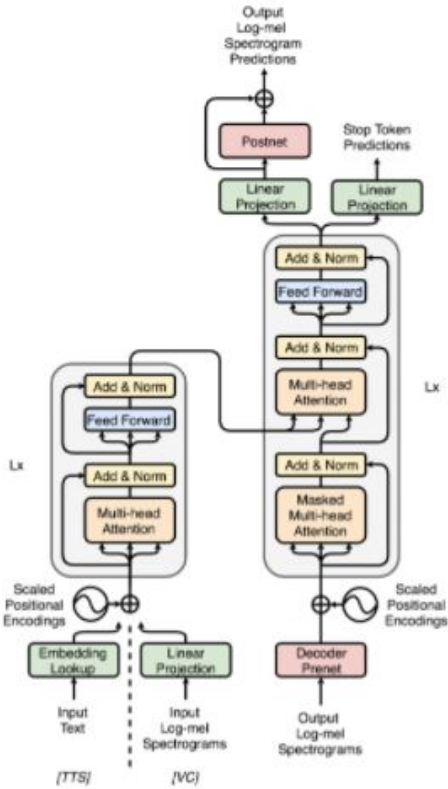 Output
Log-mel
Spectrogram
Predictions
Postnet
Stop Token
Predictions
Linear
Projection
Linear
Projection
Add & Norm
Feed Forward
Add & Norm
Multi-head
Attention
Lx
Add & Norm
Masked
Multi-head
Attention
Add & Norm
Feed Forward
Lx
Add & Norm
Multi-head
Attention
Scaled
Positional
Encodings
Scaled
Positional
Encodings
Embedding
Lookup
Linear
Projection
Decoder
Prenet
Input
Text
Input
Log-mel
Spectrograms
Output
Log-mel
Spectrograms
[TTS]
[VC]